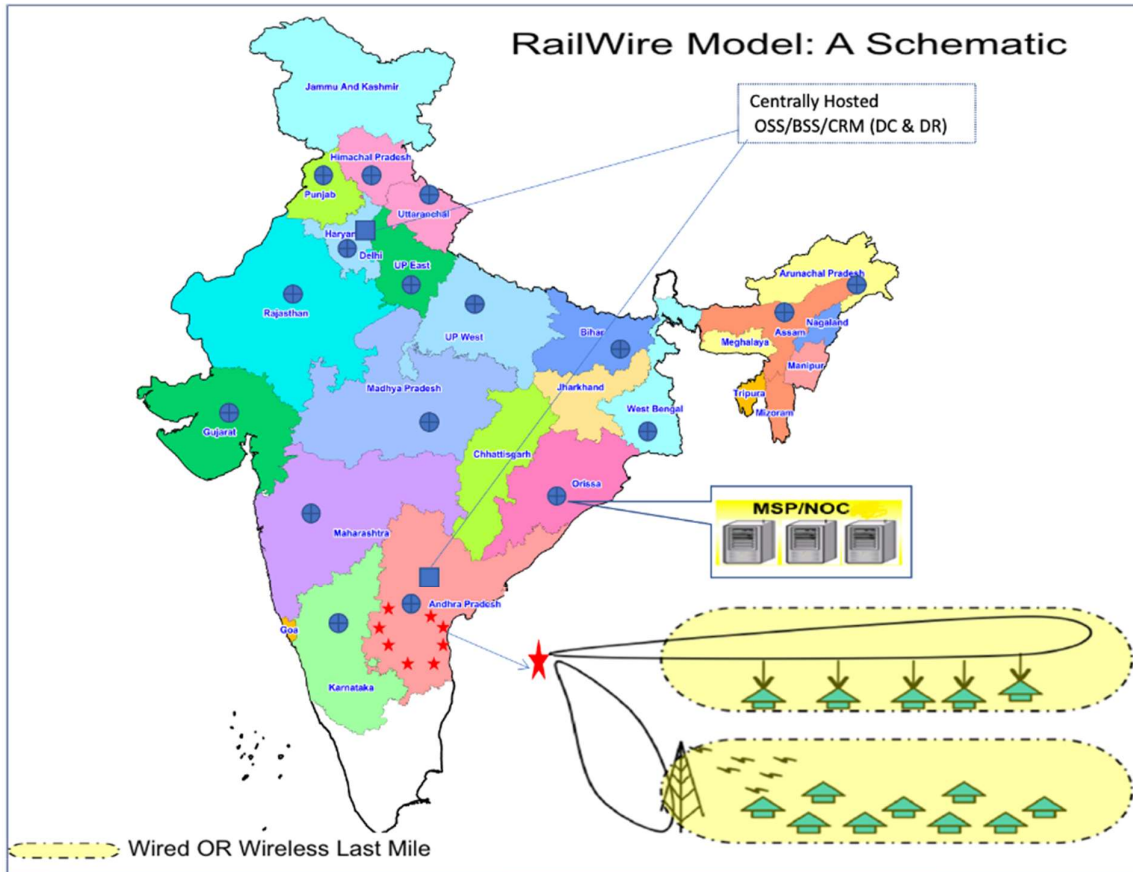 RailWire Model: A Schematic
Centrally Hosted
OSS/BSS/CRM (DC & DR)
Jammu And Kashmir
Himachal Pradesh
Punjab
Uttaranchal
Haryan
Delhi
UP East
Rajasthan
UP West
Bihar
Arunachal Pradesh
Assam
Nagaland
Meghalaya
Manipur
Tripura
Mizoram
Madhya Pradesh
Jharkhand
West Bengal
Gujarat
Chhattisgarh
Orissa
MSP/NOC
Maharashtra
Andhra Pradesh
Goa
Karnataka
Wired OR Wireless Last Mile